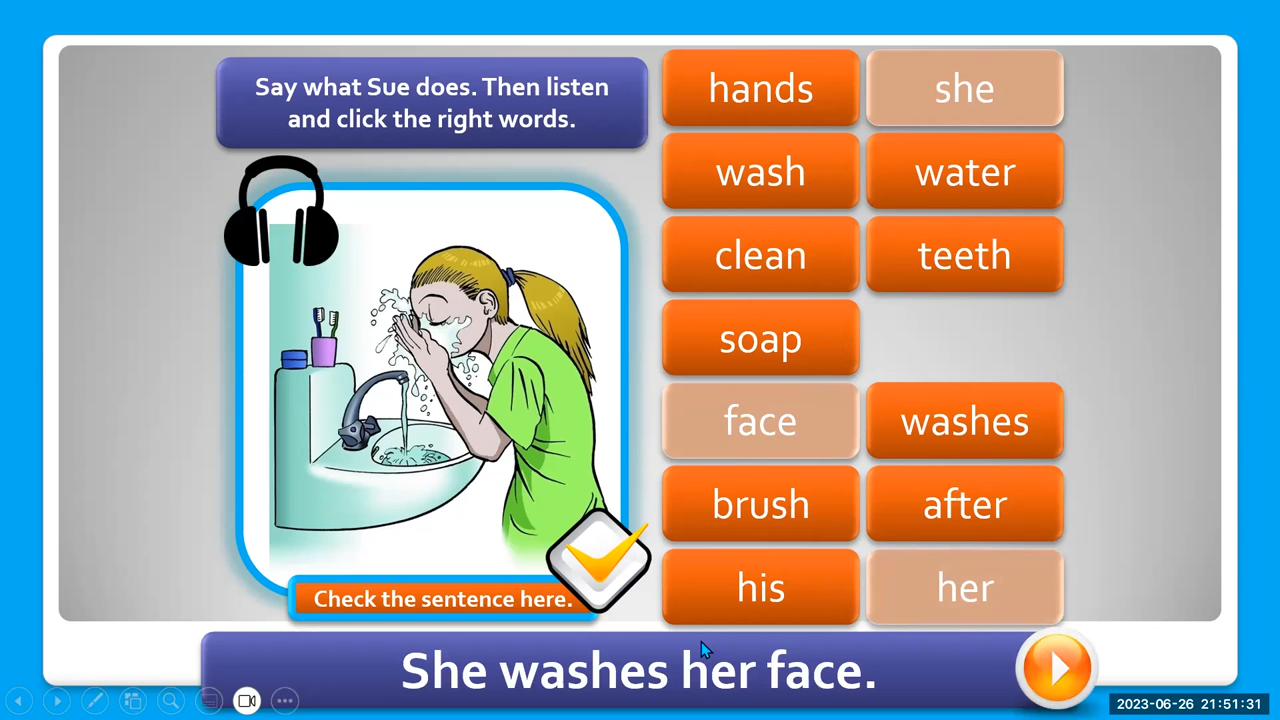 Say what Sue does. Then listen
and click the right words.
hands
she
wash
water
clean
teeth
soap
face
washes
brush
after
his
her
Check the sentence here.
She washes her face.
2023-06-26 21:51:31